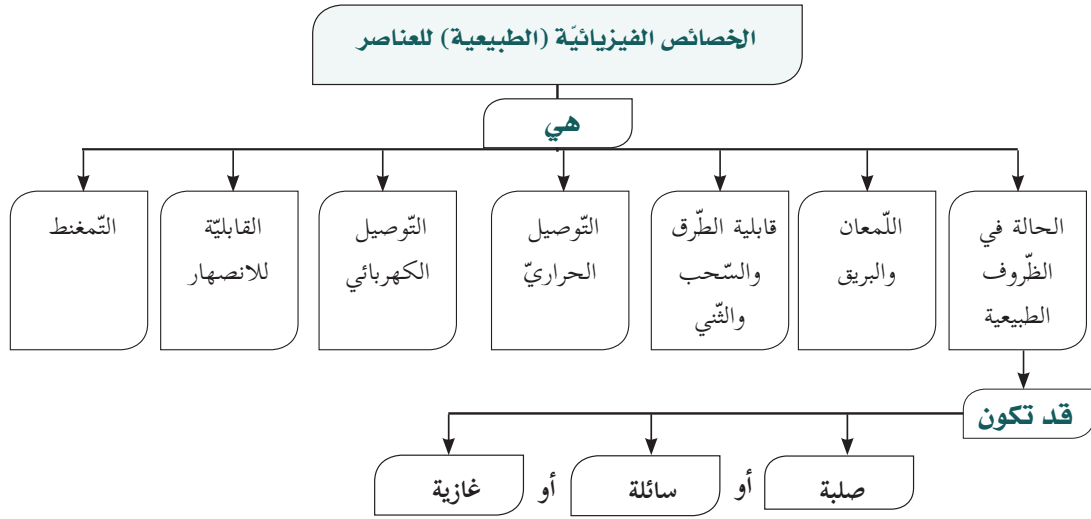 الخصائص الفيزيائيّة (الطبيعية) للعناصر
هي
الحالة في
الظّروف
الطبيعية
اللّمعان
والبريق
قابلية الطّرق
والسّحب
والثّني
التّوصيل
الحراريّ
التّوصيل
الكهربائي
القابليّة
للانصهار
التّمغنط
قد تكون
صلبة أو سائلة أو غازية